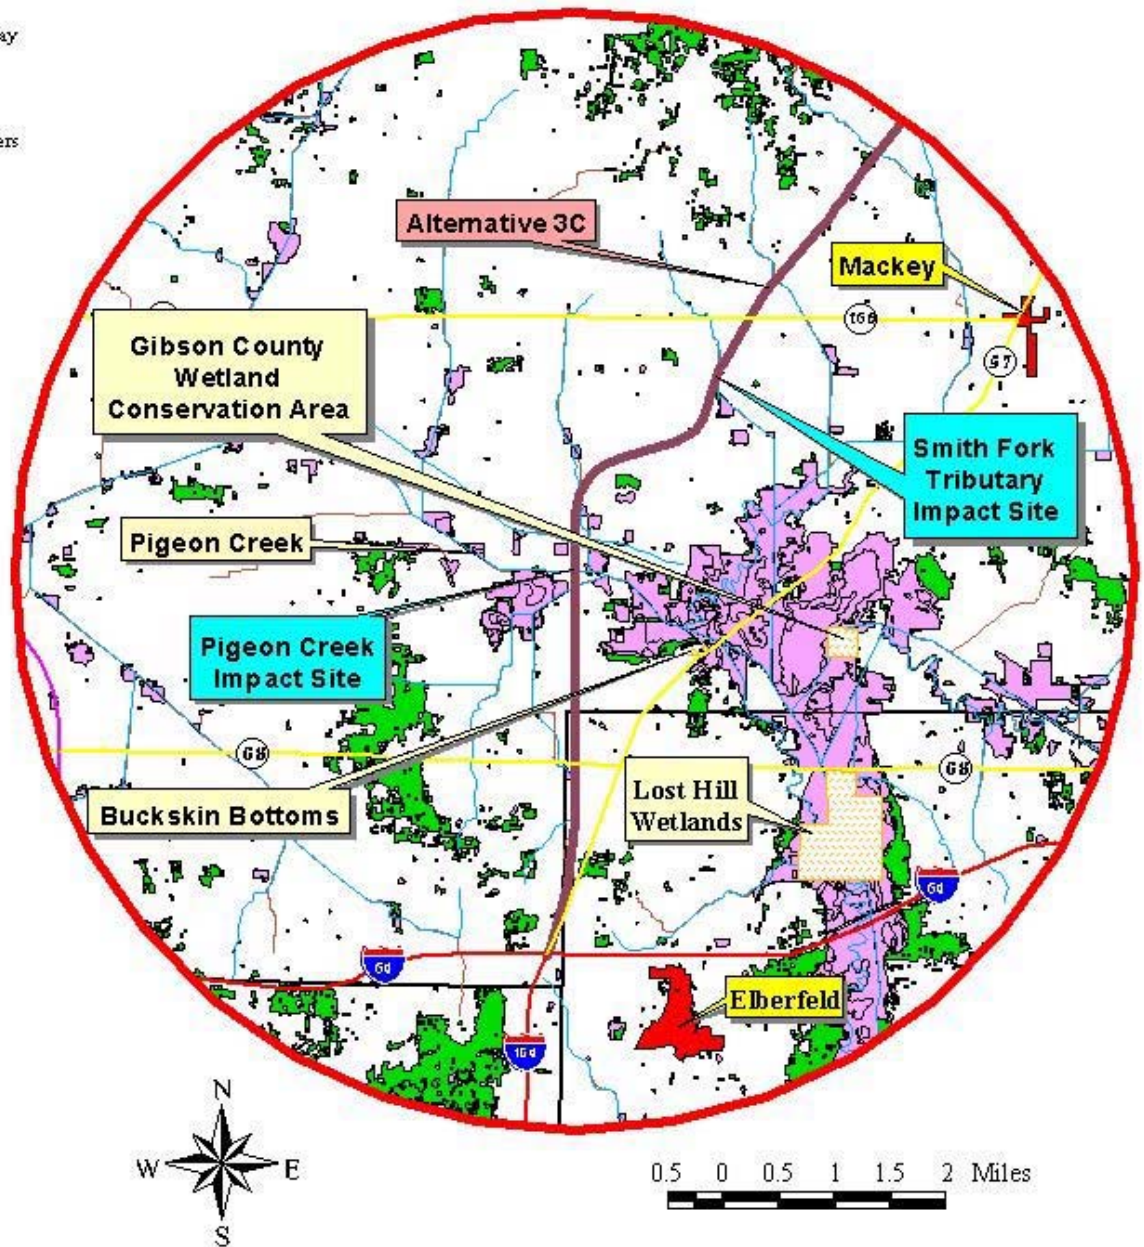 Alternative 3C
Mackey
Gibson County
Wetland
Conservation Area
57
Smith Fork
Tributary
Impact Site
Pigeon Creek
Pigeon Creek
Impact Site
68
68
Lost Hill
Wetlands
Buckskin Bottoms
64
64
Elberfeld
164
N
W
E
S
0.5 0 0.5 1 1.5 2 Miles